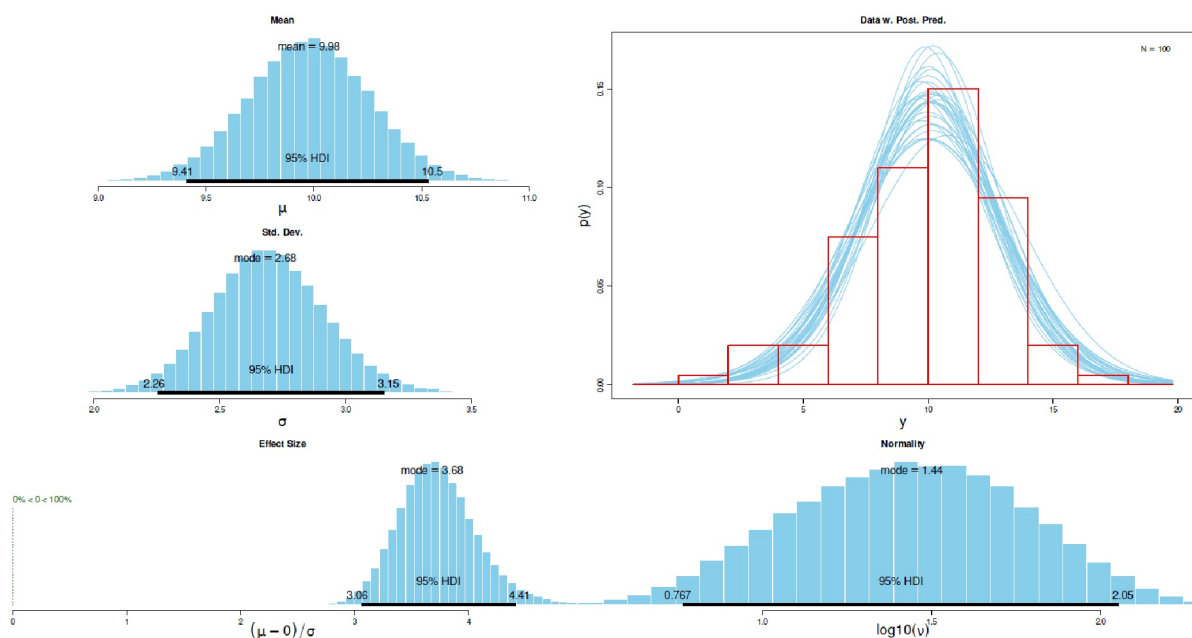 Mean
mean = 9.98
95% HDI
9.41 10.5
9.0 9.5 10.0 10.5 11.0
μ
Std. Dev.
mode = 2.68
95% HDI
2.26 3.15
2.0 2.5 3.0 3.5
σ
Data w. Post. Pred.
N = 100
p(y)
0.00 0.05 0.10 0.15
0 5 10 15 20
y
Effect Size
mode = 3.68
0% < 0 < 100%
95% HDI
3.06 4.41
0 1 2 3 4
(μ − 0) / σ
Normality
mode = 1.44
95% HDI
0.767 2.05
1.0 1.5 2.0
log10(ν)